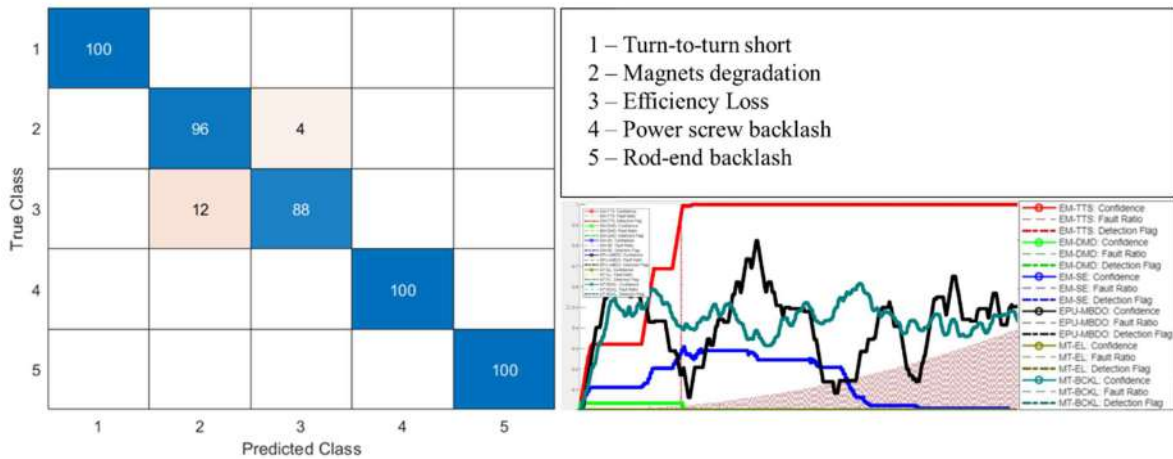 1
100
2
96
4
3
12
88
4
100
5
100
1
2
3
4
5
True Class
Predicted Class
1 – Turn-to-turn short
2 – Magnets degradation
3 – Efficiency Loss
4 – Power screw backlash
5 – Rod-end backlash
EM-TTS: Confidence
EM-TTS: Fault Ratio
EM-TTS: Detection Flag
EM-DMD: Confidence
EM-DMD: Fault Ratio
EM-DMD: Detection Flag
EM-SE: Confidence
EM-SE: Fault Ratio
EM-SE: Detection Flag
EPU-MBDO: Confidence
EPU-MBDO: Fault Ratio
EPU-MBDO: Detection Flag
MT-EL: Confidence
MT-EL: Fault Ratio
MT-EL: Detection Flag
MT-BCKL: Confidence
MT-BCKL: Fault Ratio
MT-BCKL: Detection Flag